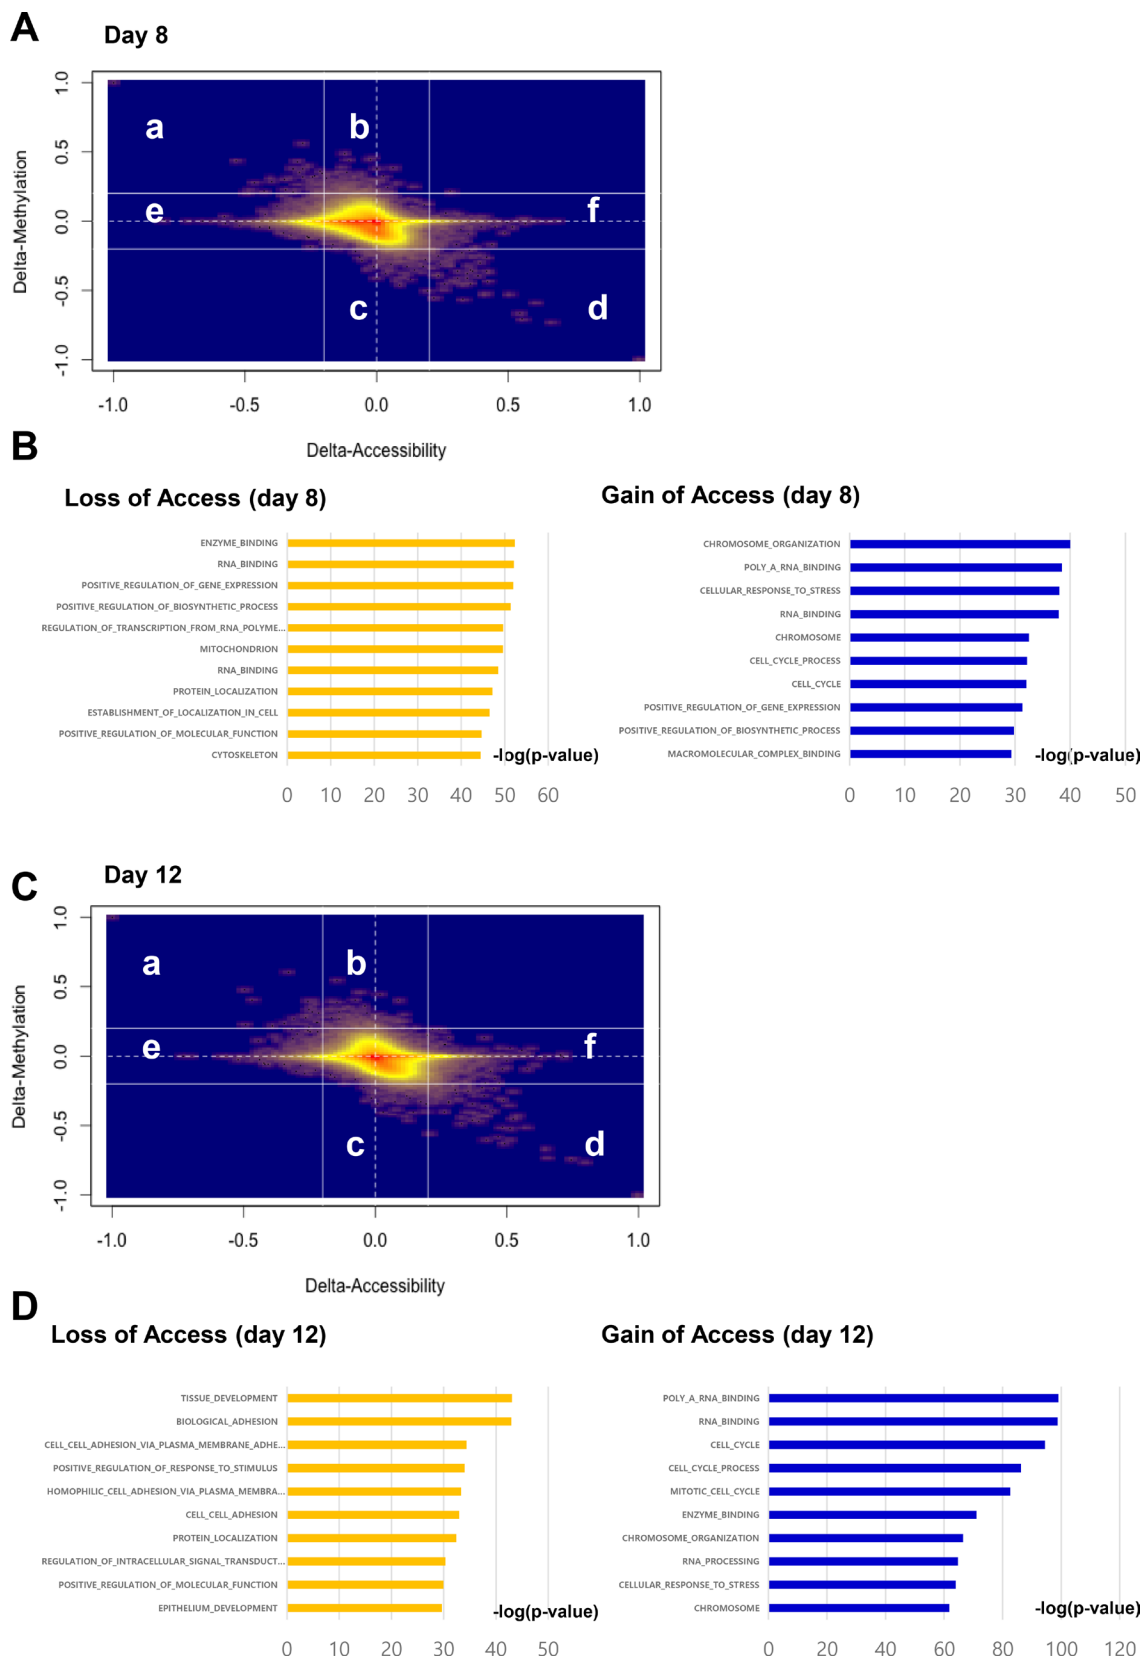 A
Day 8
1.0
0.5
0.0
-0.5
-1.0
Delta-Methylation
a
b
e
f
c
d
-1.0
-0.5
0.0
0.5
1.0
Delta-Accessibility
B
Loss of Access (day 8)
ENZYME_BINDING
RNA_BINDING
POSITIVE_REGULATION_OF_GENE_EXPRESSION
POSITIVE_REGULATION_OF_BIOSYNTHETIC_PROCESS
REGULATION_OF_TRANSCRIPTION_FROM_RNA_POLYME...
MITOCHONDRION
RNA_BINDING
PROTEIN_LOCALIZATION
ESTABLISHMENT_OF_LOCALIZATION_IN_CELL
POSITIVE_REGULATION_OF_MOLECULAR_FUNCTION
CYTOSKELETON
-log(p-value)
0 10 20 30 40 50 60
Gain of Access (day 8)
CHROMOSOME_ORGANIZATION
POLY_A_RNA_BINDING
CELLULAR_RESPONSE_TO_STRESS
RNA_BINDING
CHROMOSOME
CELL_CYCLE_PROCESS
CELL_CYCLE
POSITIVE_REGULATION_OF_GENE_EXPRESSION
POSITIVE_REGULATION_OF_BIOSYNTHETIC_PROCESS
MACROMOLECULAR_COMPLEX_BINDING
-log(p-value)
0 10 20 30 40 50
C
Day 12
1.0
0.5
0.0
-0.5
-1.0
Delta-Methylation
a
b
e
f
c
d
-1.0
-0.5
0.0
0.5
1.0
Delta-Accessibility
D
Loss of Access (day 12)
TISSUE_DEVELOPMENT
BIOLOGICAL_ADHESION
CELL_CELL_ADHESION_VIA_PLASMA_MEMBRANE_ADHE...
POSITIVE_REGULATION_OF_RESPONSE_TO_STIMULUS
HOMOPHILIC_CELL_ADHESION_VIA_PLASMA_MEMBRA...
CELL_CELL_ADHESION
PROTEIN_LOCALIZATION
REGULATION_OF_INTRACELLULAR_SIGNAL_TRANSDUCT...
POSITIVE_REGULATION_OF_MOLECULAR_FUNCTION
EPITHELIUM_DEVELOPMENT
-log(p-value)
0 10 20 30 40 50
Gain of Access (day 12)
POLY_A_RNA_BINDING
RNA_BINDING
CELL_CYCLE
CELL_CYCLE_PROCESS
MITOTIC_CELL_CYCLE
ENZYME_BINDING
CHROMOSOME_ORGANIZATION
RNA_PROCESSING
CELLULAR_RESPONSE_TO_STRESS
CHROMOSOME
-log(p-value)
0 20 40 60 80 100 120